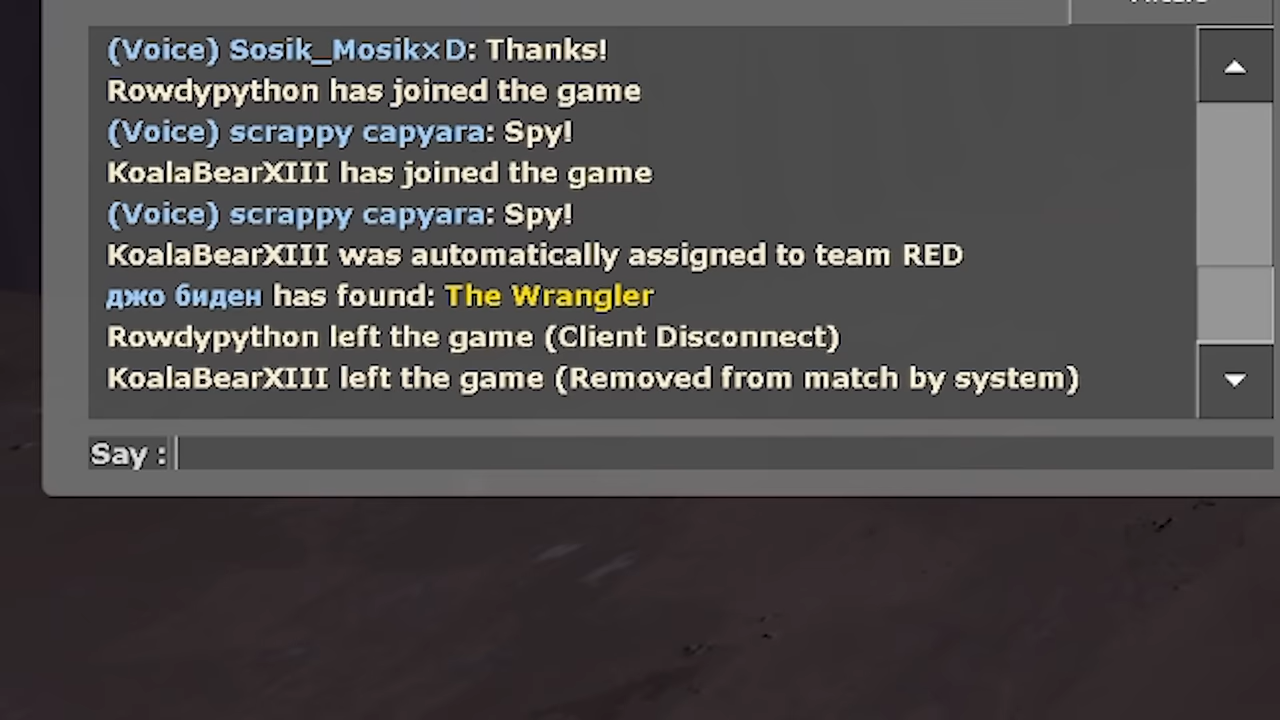 (Voice) Sosik_Mosik×D: Thanks!
Rowdypython has joined the game
(Voice) scrappy capyara: Spy!
KoalaBearXIII has joined the game
(Voice) scrappy capyara: Spy!
KoalaBearXIII was automatically assigned to team RED
джо биден has found: The Wrangler
Rowdypython left the game (Client Disconnect)
KoalaBearXIII left the game (Removed from match by system)
Say :